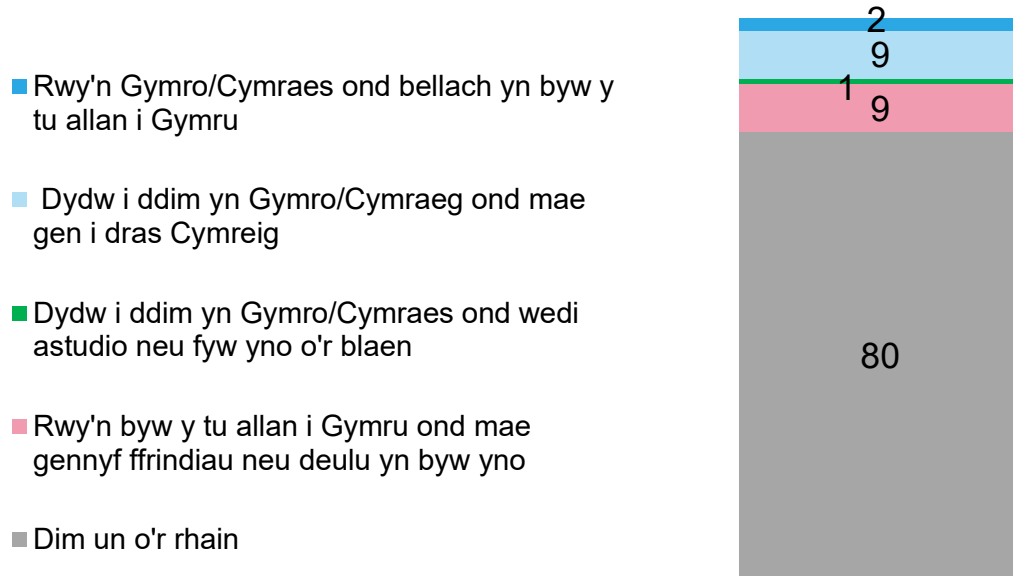 Rwy'n Gymro/Cymraes ond bellach yn byw y
tu allan i Gymru
Dydw i ddim yn Gymro/Cymraeg ond mae
gen i dras Cymreig
Dydw i ddim yn Gymro/Cymraes ond wedi
astudio neu fyw yno o'r blaen
Rwy'n byw y tu allan i Gymru ond mae
gennyf ffrindiau neu deulu yn byw yno
Dim un o'r rhain
2
9
1
9
80